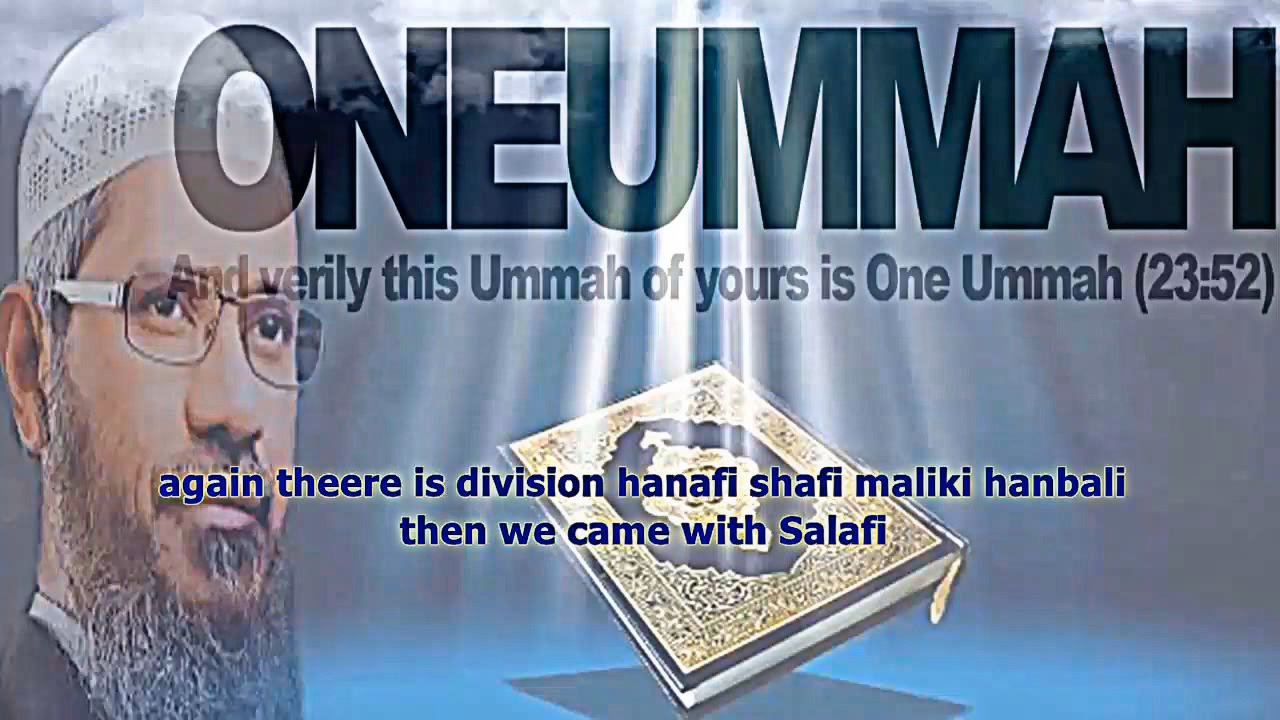 ONEUMMAH
And verily this Ummah of yours is One Ummah (23:52)
again theere is division hanafi shafi maliki hanbali
then we came with Salafi